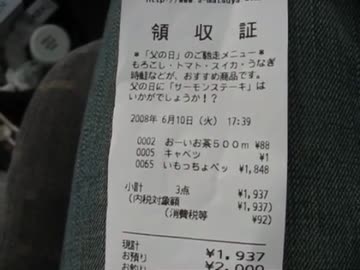 領収証
■「父の日」のご馳走メニュー■
もろこし・トマト・スイカ・うなぎ
時鮭などが、おすすめ商品です。
父の日に「サーモンステーキ」は
いかがでしょうか！？
2008年 6月10日（火） 17:39
0002 おーいお茶５００ｍ ¥88
0005 キャベツ ¥1
0065 いもっちょベッ ¥1,848
小計 3点 ¥1,937
(内税対象額 ¥1,937)
(消費税等 ¥92)
現計 ¥1,937
お預り ¥2,000
お釣り